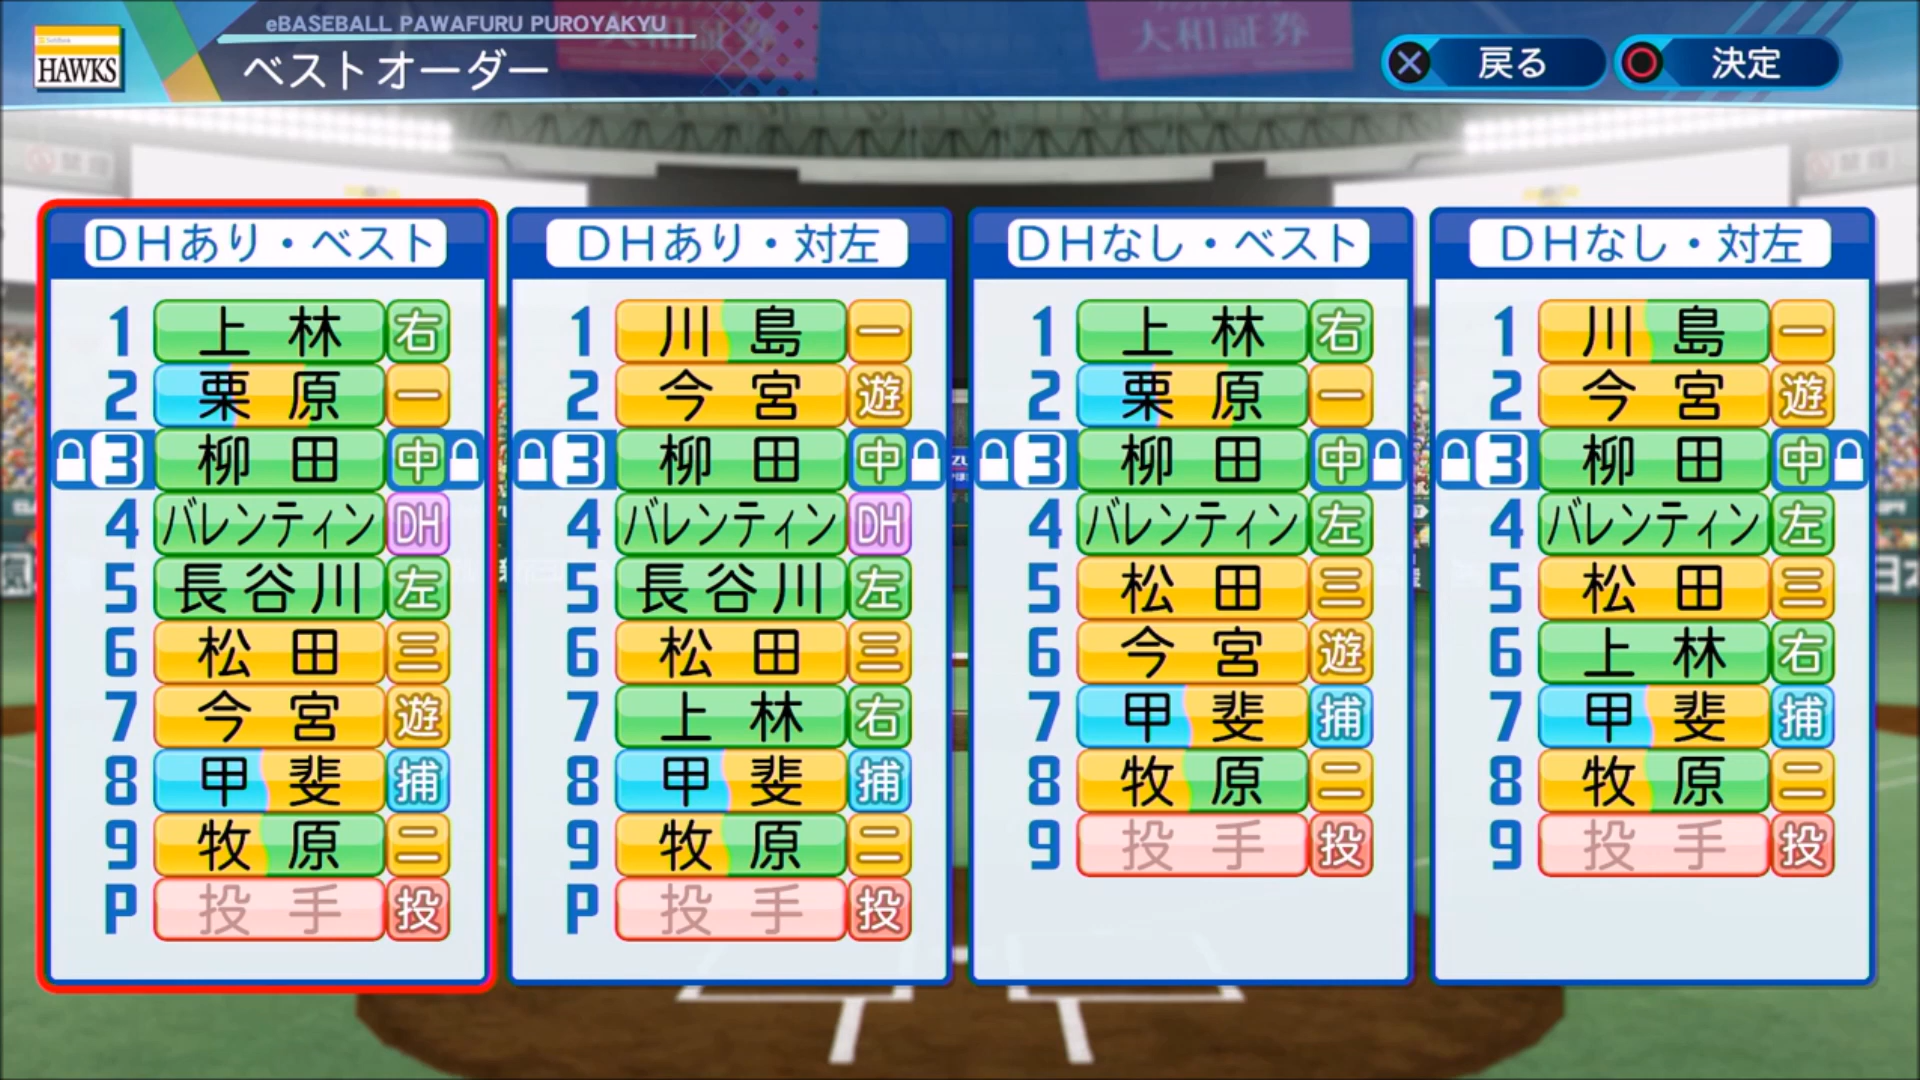 eBASEBALL PAWAFURU PUROYAKYU
SoftBank
HAWKS
ベストオーダー
大和証券
大和証券
戻る
決定
DHあり・ベスト
1 上林 右
2 栗原 一
3 柳田 中
4 バレンティン DH
5 長谷川 左
6 松田 三
7 今宮 遊
8 甲斐 捕
9 牧原 二
P 投手 投
DHあり・対左
1 川島 一
2 今宮 遊
3 柳田 中
4 バレンティン DH
5 長谷川 左
6 松田 三
7 上林 右
8 甲斐 捕
9 牧原 二
P 投手 投
DHなし・ベスト
1 上林 右
2 栗原 一
3 柳田 中
4 バレンティン 左
5 松田 三
6 今宮 遊
7 甲斐 捕
8 牧原 二
9 投手 投
DHなし・対左
1 川島 一
2 今宮 遊
3 柳田 中
4 バレンティン 左
5 松田 三
6 上林 右
7 甲斐 捕
8 牧原 二
9 投手 投